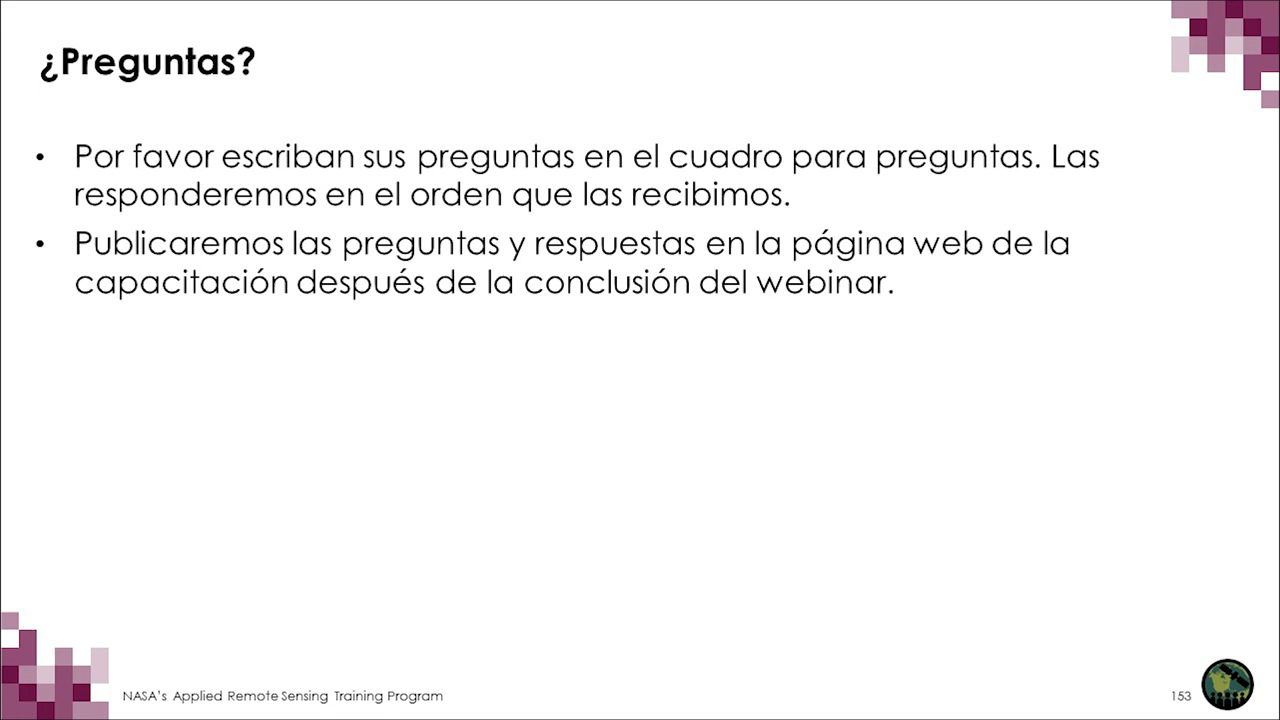 ¿Preguntas?
• Por favor escriban sus preguntas en el cuadro para preguntas. Las
responderemos en el orden que las recibimos.
• Publicaremos las preguntas y respuestas en la página web de la
capacitación después de la conclusión del webinar.
NASA's Applied Remote Sensing Training Program
153